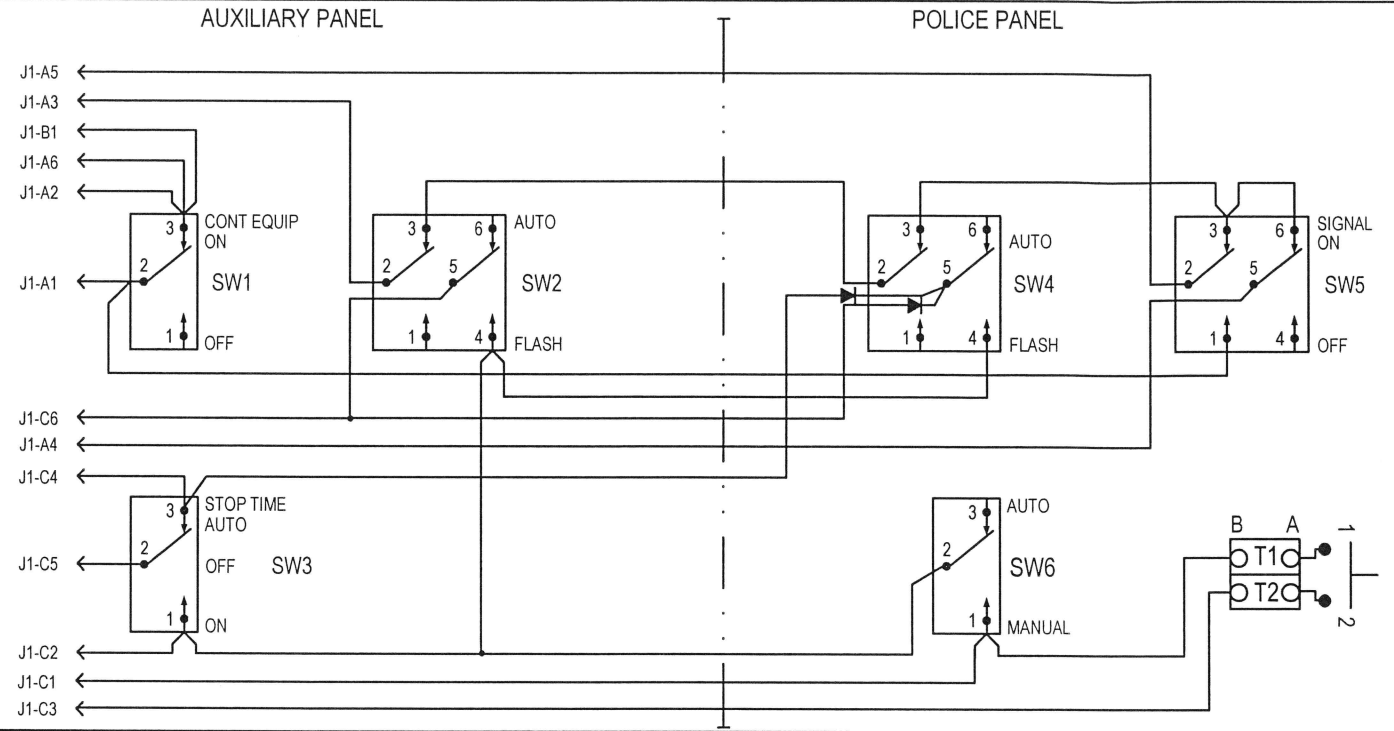 AUXILIARY PANEL
POLICE PANEL
J1-A5
J1-A3
J1-B1
J1-A6
J1-A2
J1-A1
3
CONT EQUIP
ON
2
SW1
1
OFF
3
6
AUTO
2
5
SW2
1
4
FLASH
3
6
AUTO
2
5
SW4
1
4
FLASH
3
6
SIGNAL
ON
2
5
SW5
1
4
OFF
J1-C6
J1-A4
J1-C4
J1-C5
3
STOP TIME
AUTO
2
OFF
SW3
1
ON
3
AUTO
2
SW6
1
MANUAL
B A
T1
T2
1
2
J1-C2
J1-C1
J1-C3